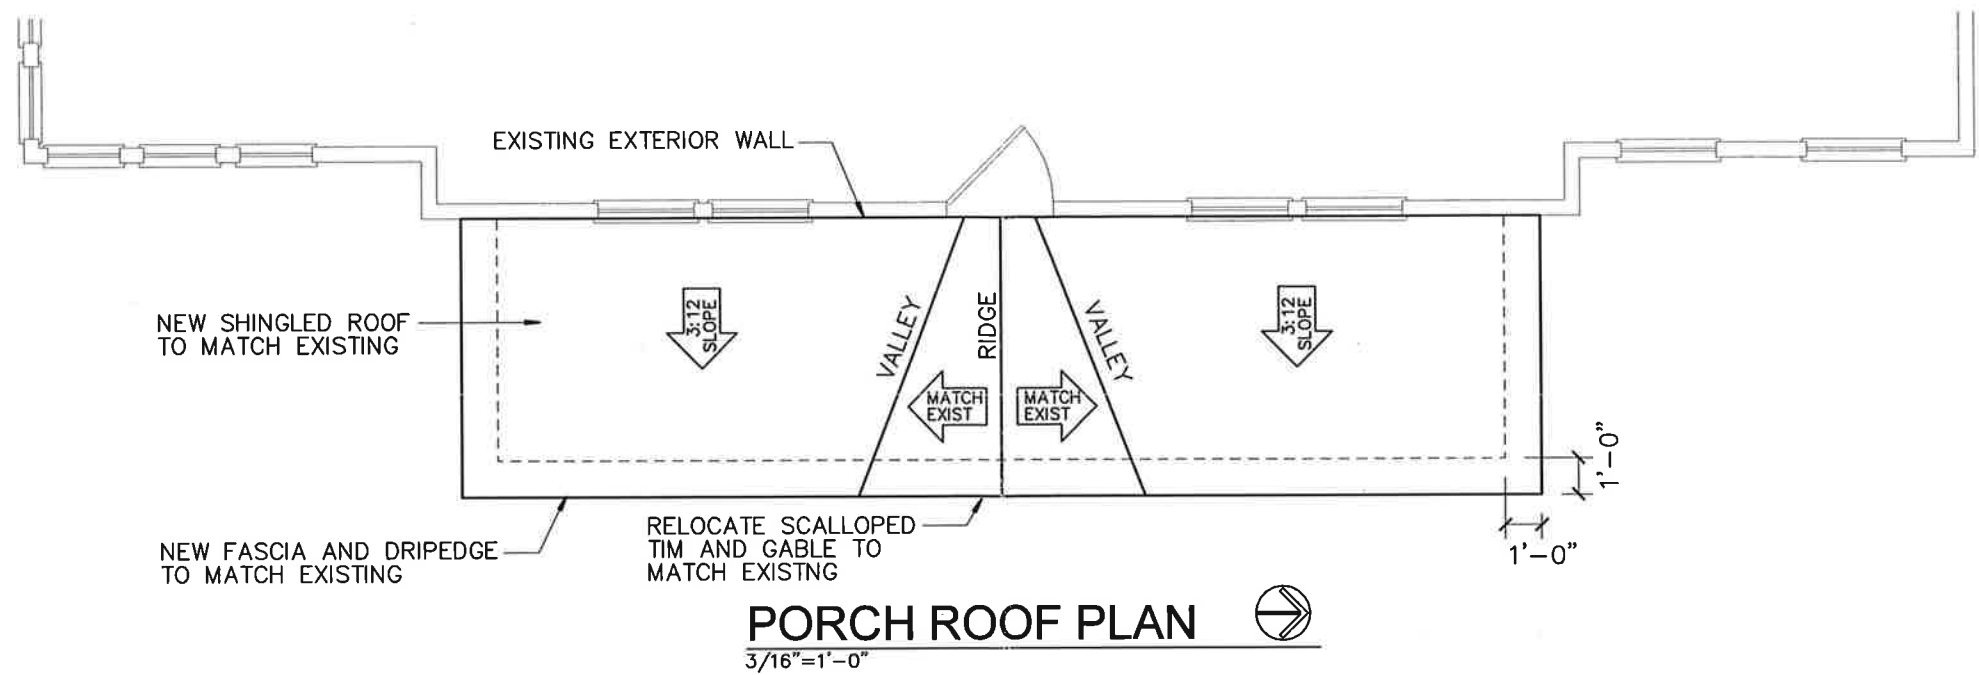 EXISTING EXTERIOR WALL
NEW SHINGLED ROOF
TO MATCH EXISTING
3:12
SLOPE
VALLEY
RIDGE
VALLEY
3:12
SLOPE
MATCH
EXIST
MATCH
EXIST
1'-0"
1'-0"
NEW FASCIA AND DRIPEDGE
TO MATCH EXISTING
RELOCATE SCALLOPED
TIM AND GABLE TO
MATCH EXISTNG
PORCH ROOF PLAN
3/16"=1'-0"